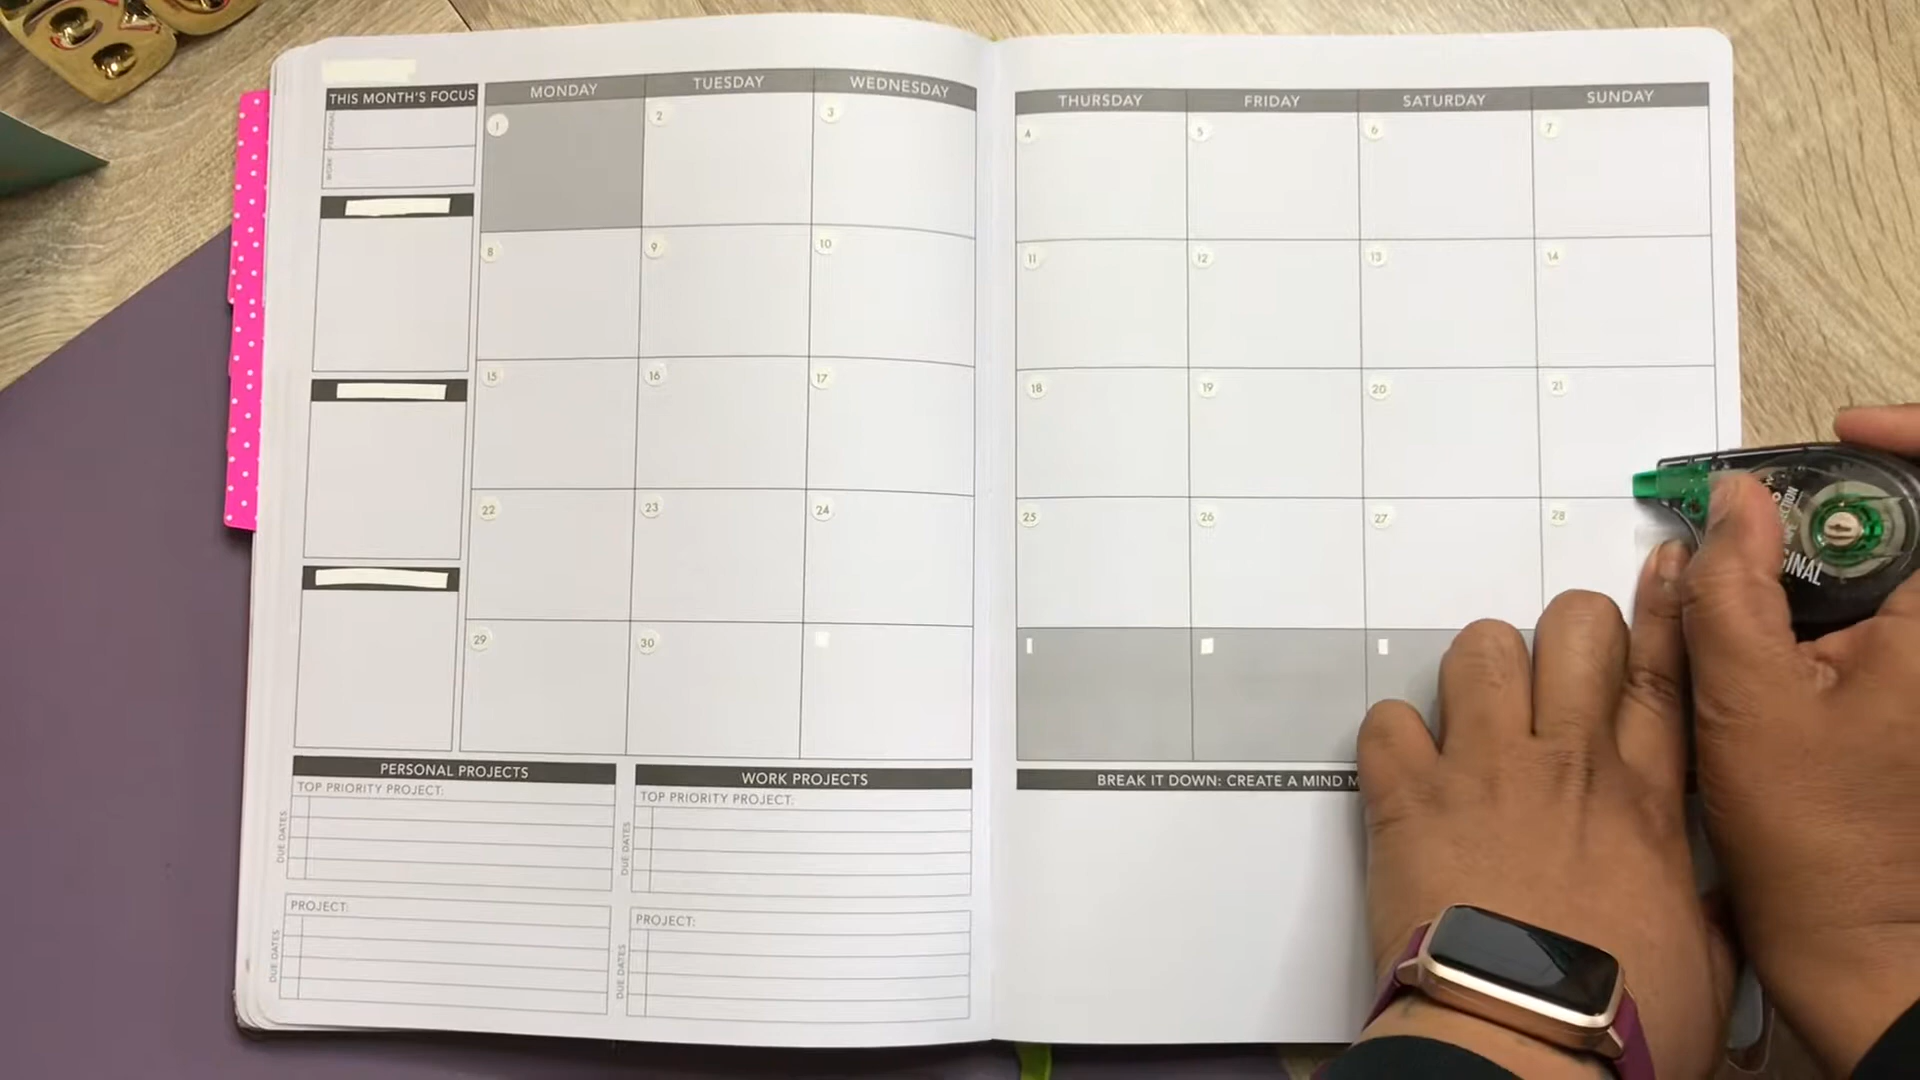 THIS MONTH'S FOCUS
PERSONAL
WORK
MONDAY TUESDAY WEDNESDAY THURSDAY FRIDAY SATURDAY SUNDAY
1 2 3 4 5 6 7
8 9 10 11 12 13 14
15 16 17 18 19 20 21
22 23 24 25 26 27 28
29 30
PERSONAL PROJECTS
TOP PRIORITY PROJECT:
DUE DATES
PROJECT:
DUE DATES
WORK PROJECTS
TOP PRIORITY PROJECT:
DUE DATES
PROJECT:
DUE DATES
BREAK IT DOWN: CREATE A MIND M